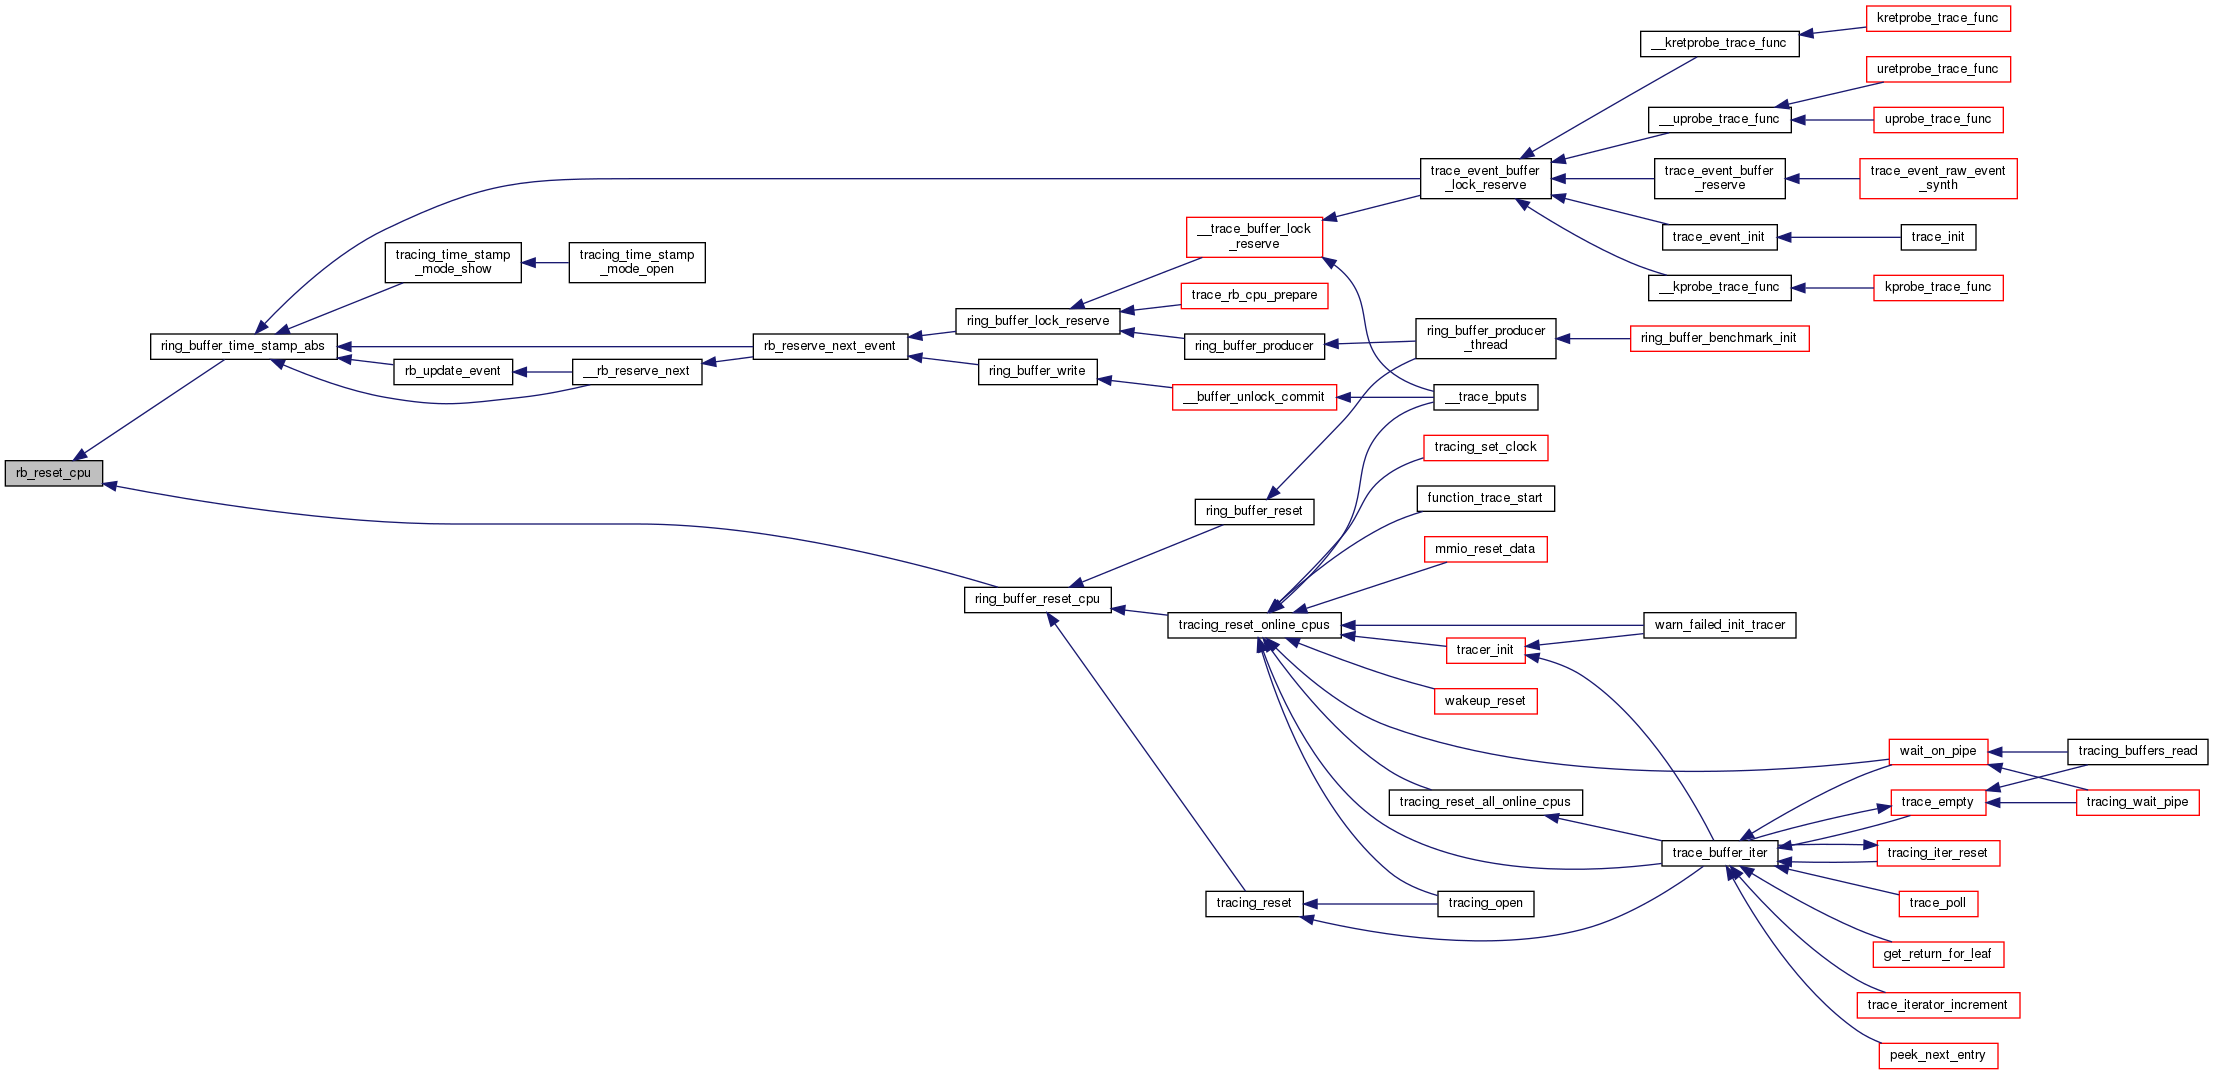 kretprobe_trace_func
__kretprobe_trace_func
uretprobe_trace_func
__uprobe_trace_func
uprobe_trace_func
trace_event_buffer
_lock_reserve
trace_event_buffer
_reserve
trace_event_raw_event
_synth
__trace_buffer_lock
_reserve
trace_event_init
trace_init
tracing_time_stamp
_mode_show
tracing_time_stamp
_mode_open
trace_rb_cpu_prepare
__kprobe_trace_func
kprobe_trace_func
ring_buffer_lock_reserve
ring_buffer_time_stamp_abs
rb_reserve_next_event
ring_buffer_producer
ring_buffer_producer
_thread
ring_buffer_benchmark_init
rb_update_event
__rb_reserve_next
ring_buffer_write
__buffer_unlock_commit
__trace_bputs
tracing_set_clock
rb_reset_cpu
function_trace_start
ring_buffer_reset
mmio_reset_data
ring_buffer_reset_cpu
tracing_reset_online_cpus
warn_failed_init_tracer
tracer_init
wakeup_reset
wait_on_pipe
tracing_buffers_read
tracing_reset_all_online_cpus
trace_empty
tracing_wait_pipe
trace_buffer_iter
tracing_iter_reset
tracing_reset
tracing_open
trace_poll
get_return_for_leaf
trace_iterator_increment
peek_next_entry